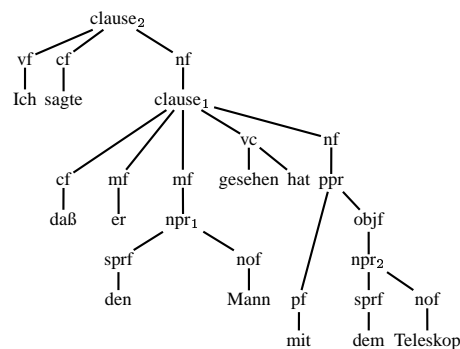 clause₂
vf cf nf
Ich sagte clause₁
vc nf
cf mf mf gesehen hat ppr
daß er npr₁ objf
sprf nof npr₂
den Mann pf sprf nof
mit dem Teleskop